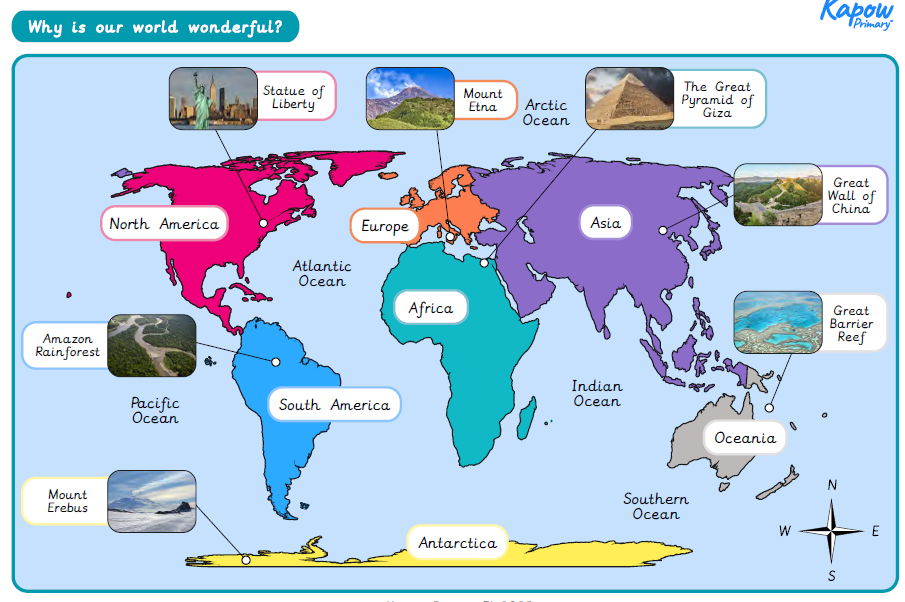 Why is our world wonderful?
Kapow
Primary
Statue of
Liberty
Mount
Etna
Arctic
Ocean
The Great
Pyramid of
Giza
Great
Wall of
China
North America
Europe
Asia
Atlantic
Ocean
Africa
Great
Barrier
Reef
Amazon
Rainforest
Pacific
Ocean
South America
Indian
Ocean
Oceania
Mount
Erebus
Southern
Ocean
Antarctica
N
W E
S